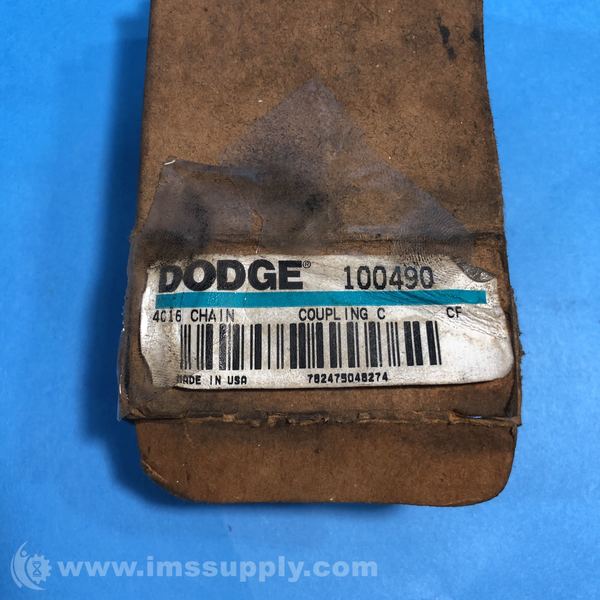 DODGE® 100490
4C16 CHAIN COUPLING C CF
MADE IN USA 782475048274
www.imssupply.com